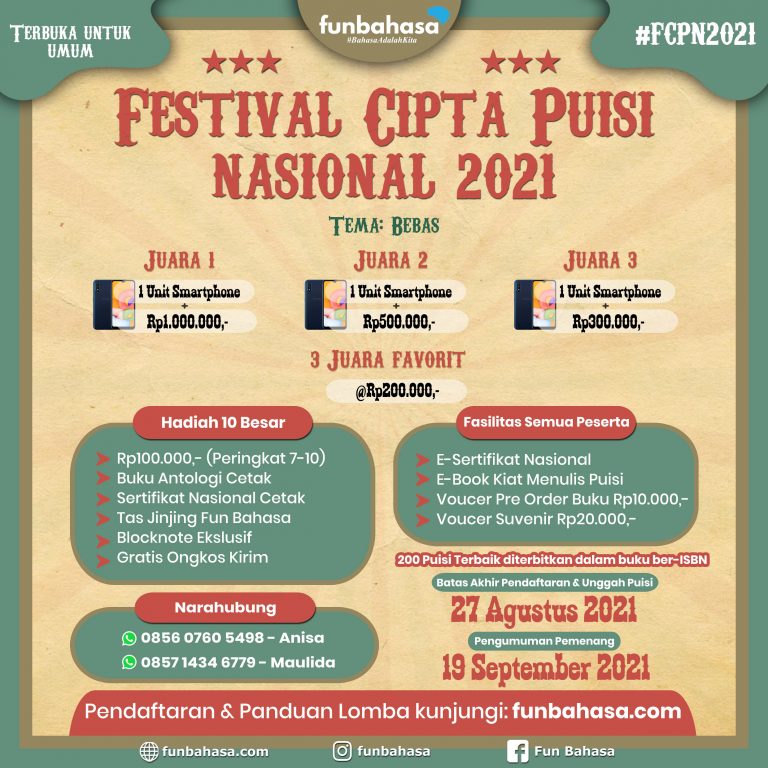 TERBUKA UNTUK
UMUM
funbahasa
#BahasaAdalahKita
#FCPN2021
FESTIVAL CIPTA PUISI
NASIONAL 2021
TEMA: BEBAS
JUARA 1
1 Unit Smartphone
+
Rp1.000.000,-
JUARA 2
1 Unit Smartphone
+
Rp500.000,-
JUARA 3
1 Unit Smartphone
+
Rp300.000,-
3 JUARA FAVORIT
@Rp200.000,-
Hadiah 10 Besar
Rp100.000,- (Peringkat 7-10)
Buku Antologi Cetak
Sertifikat Nasional Cetak
Tas Jinjing Fun Bahasa
Blocknote Ekslusif
Gratis Ongkos Kirim
Fasilitas Semua Peserta
E-Sertifikat Nasional
E-Book Kiat Menulis Puisi
Voucer Pre Order Buku Rp10.000,-
Voucer Suvenir Rp20.000,-
200 Puisi Terbaik diterbitkan dalam buku ber-ISBN
Batas Akhir Pendaftaran & Unggah Puisi
27 Agustus 2021
Pengumuman Pemenang
19 September 2021
Narahubung
0856 0760 5498 - Anisa
0857 1434 6779 - Maulida
Pendaftaran & Panduan Lomba kunjungi: funbahasa.com
funbahasa.com
funbahasa
Fun Bahasa